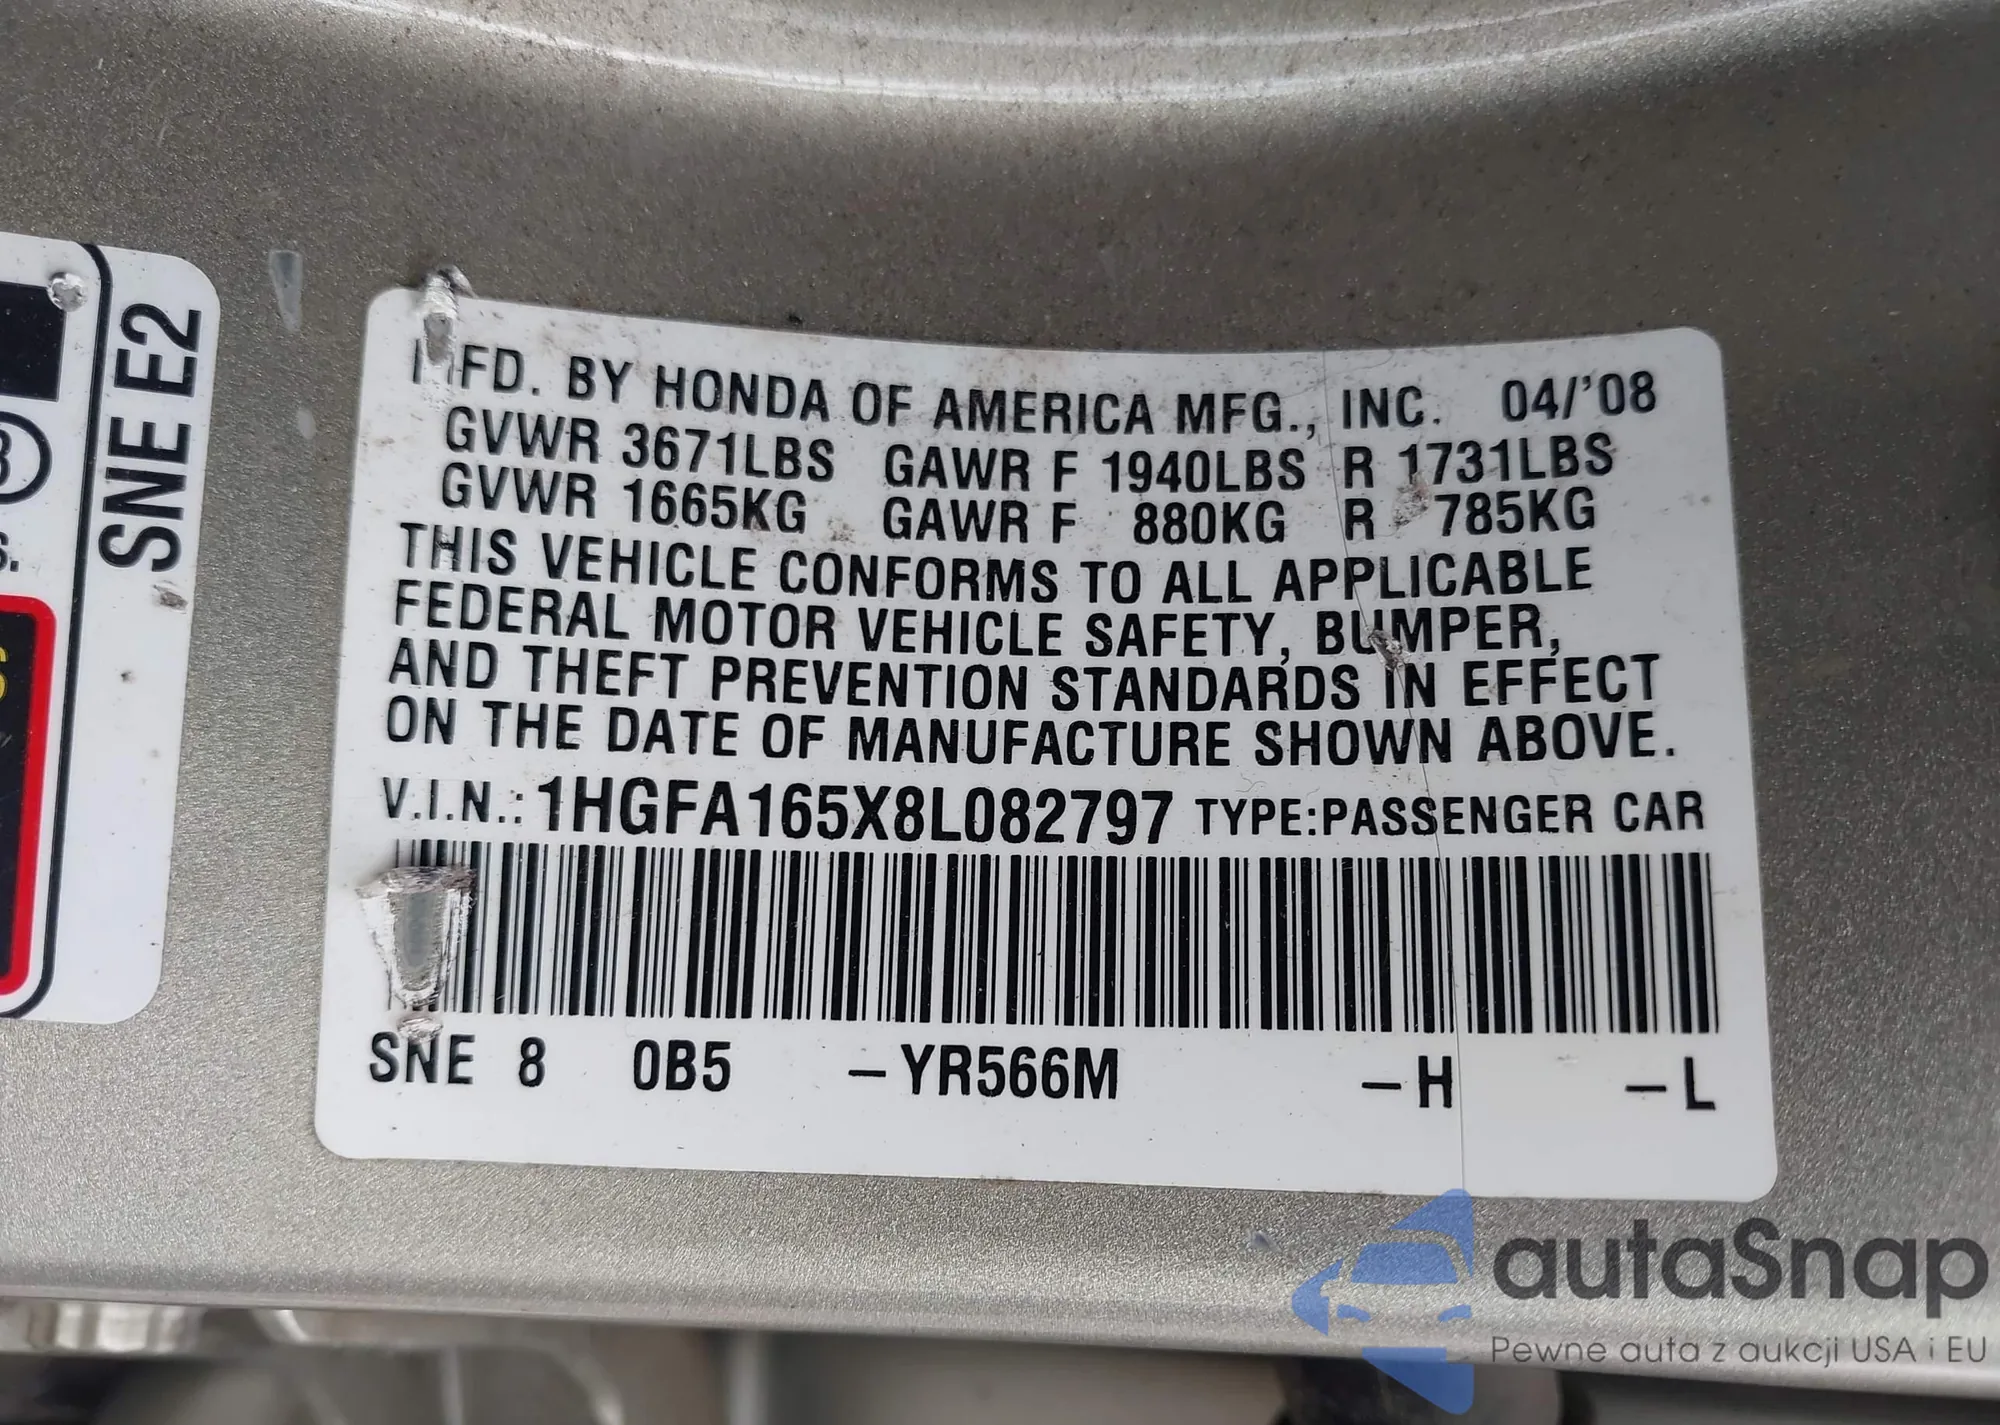 SNE E2
MFD. BY HONDA OF AMERICA MFG., INC. 04/'08
GVWR 3671LBS GAWR F 1940LBS R 1731LBS
GVWR 1665KG GAWR F 880KG R 785KG
THIS VEHICLE CONFORMS TO ALL APPLICABLE
FEDERAL MOTOR VEHICLE SAFETY, BUMPER,
AND THEFT PREVENTION STANDARDS IN EFFECT
ON THE DATE OF MANUFACTURE SHOWN ABOVE.
V.I.N.: 1HGFA165X8L082797 TYPE:PASSENGER CAR
SNE 8 0B5 –YR566M –H –L
autaSnap
Pewne auta z aukcji USA i EU